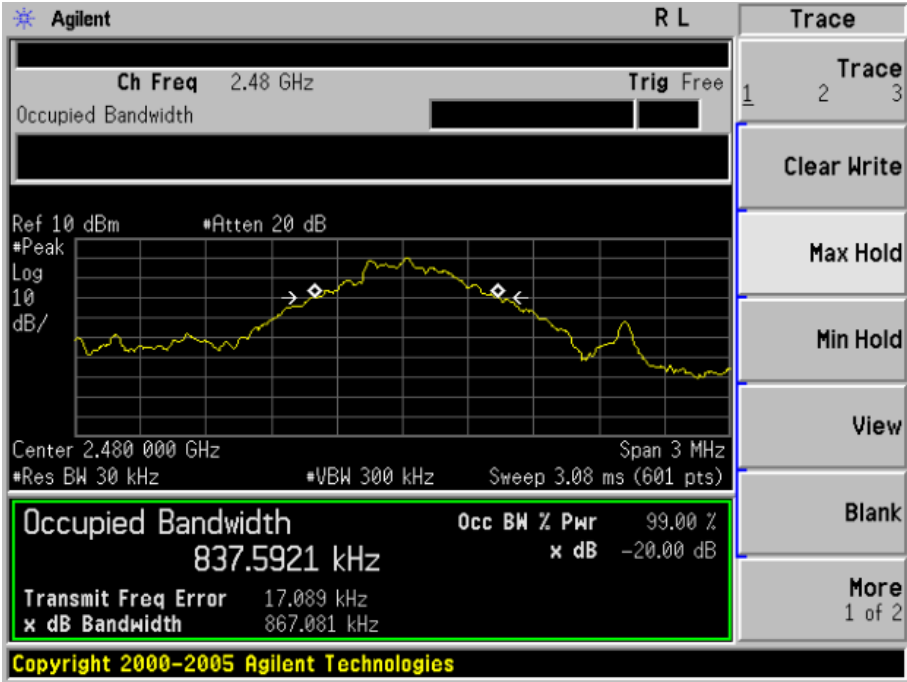 Agilent R L Trace
Ch Freq 2.48 GHz Trig Free
Occupied Bandwidth
Trace
1 2 3
Clear Write
Max Hold
Min Hold
View
Blank
More
1 of 2
Ref 10 dBm #Atten 20 dB
#Peak
Log
10
dB/
Center 2.480 000 GHz Span 3 MHz
#Res BW 30 kHz #VBW 300 kHz Sweep 3.08 ms (601 pts)
Occupied Bandwidth Occ BW % Pwr 99.00 %
837.5921 kHz x dB -20.00 dB
Transmit Freq Error 17.089 kHz
x dB Bandwidth 867.081 kHz
Copyright 2000-2005 Agilent Technologies